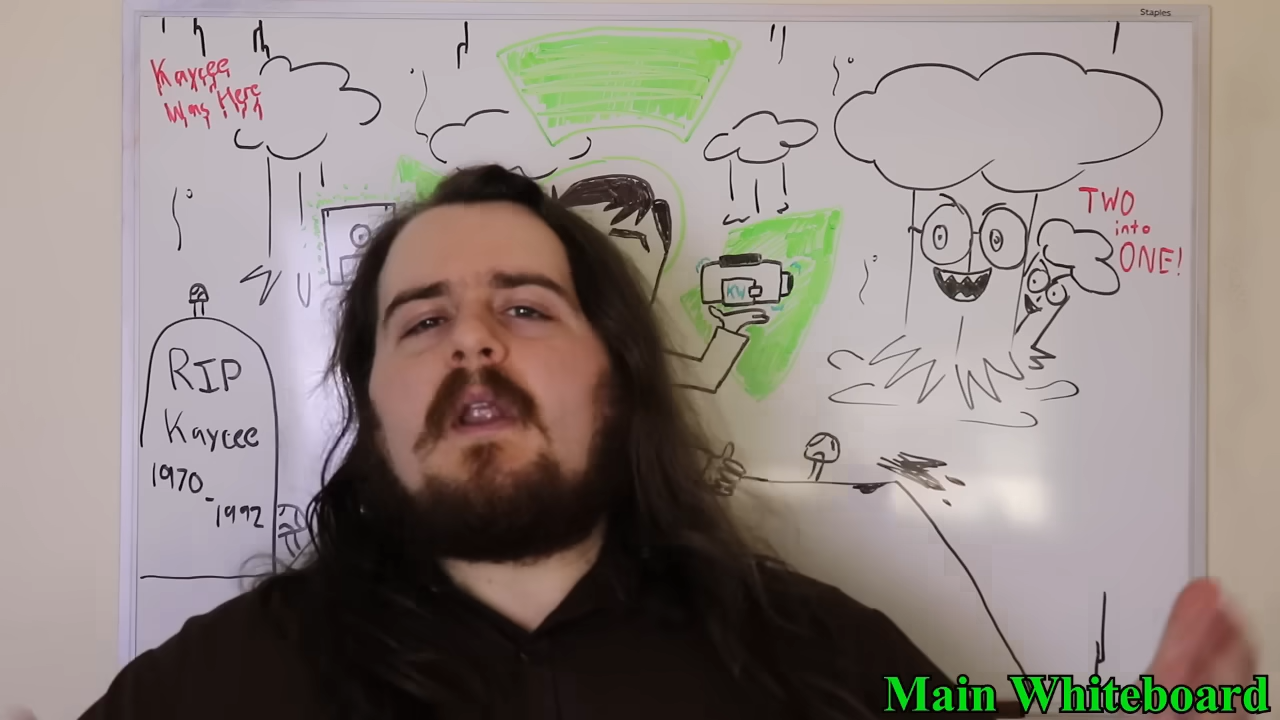 Staples
Kaycee
Was Here
TWO
into
ONE!
KW
RIP
Kaycee
1970
-1992
Main Whiteboard